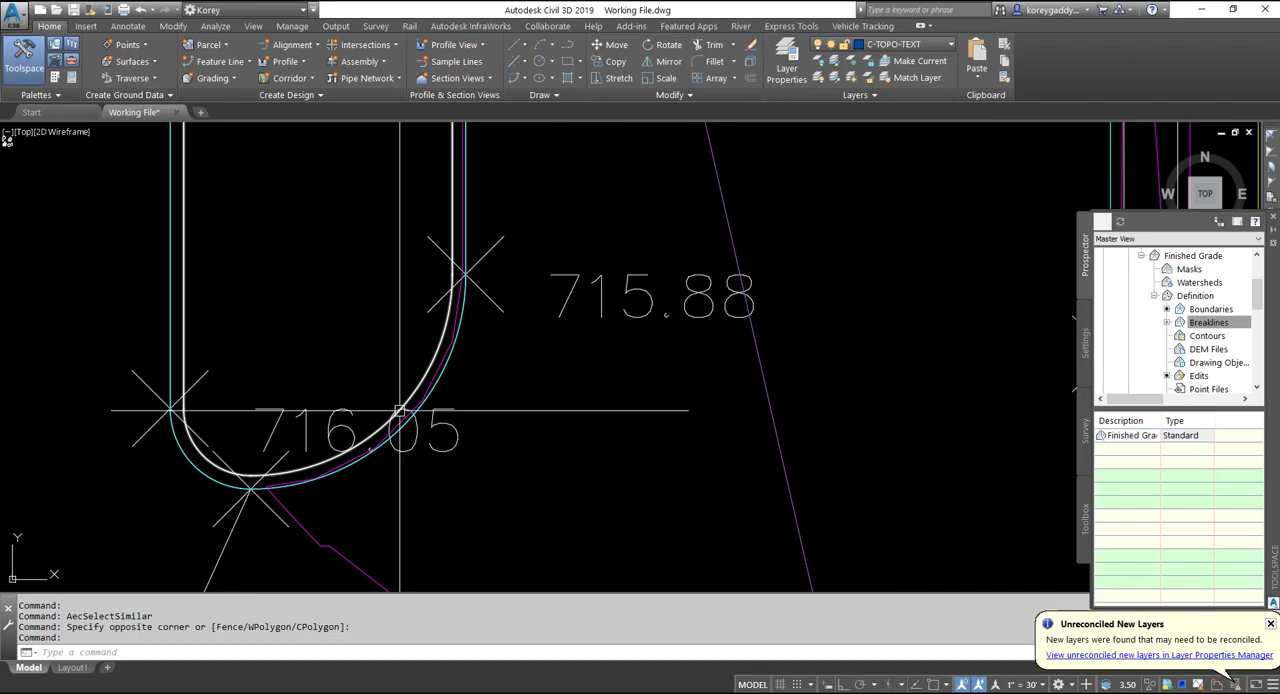 Korey
Autodesk Civil 3D 2019 Working File.dwg
Type a keyword or phrase
koreygaddy...
C3D
Home Insert Annotate Modify Analyze View Manage Output Survey Rail Autodesk InfraWorks Collaborate Help Add-ins Featured Apps River Express Tools Vehicle Tracking
Toolspace
Points
Surfaces
Traverse
Parcel
Feature Line
Grading
Alignment
Profile
Corridor
Intersections
Assembly
Pipe Network
Profile View
Sample Lines
Section Views
Move Rotate Trim
Copy Mirror Fillet
Stretch Scale Array
Layer Properties
C-TOPO-TEXT
Make Current
Match Layer
Paste
Palettes Create Ground Data Create Design Profile & Section Views Draw Modify Layers Clipboard
Start Working File*
[−][Top][2D Wireframe]
N
W TOP E
715.88
716.05
Y
X
Prospector
Settings
Survey
Toolbox
TOOLSPACE
Master View
Finished Grade
Masks
Watersheds
Definition
Boundaries
Breaklines
Contours
DEM Files
Drawing Obje...
Edits
Point Files
Description Type
Finished Gra Standard
Command:
Command: AecSelectSimilar
Command: Specify opposite corner or [Fence/WPolygon/CPolygon]:
Command:
Type a command
Unreconciled New Layers
New layers were found that may need to be reconciled.
View unreconciled new layers in Layer Properties Manager
Model Layout1 +
MODEL 1" = 30' 3.50